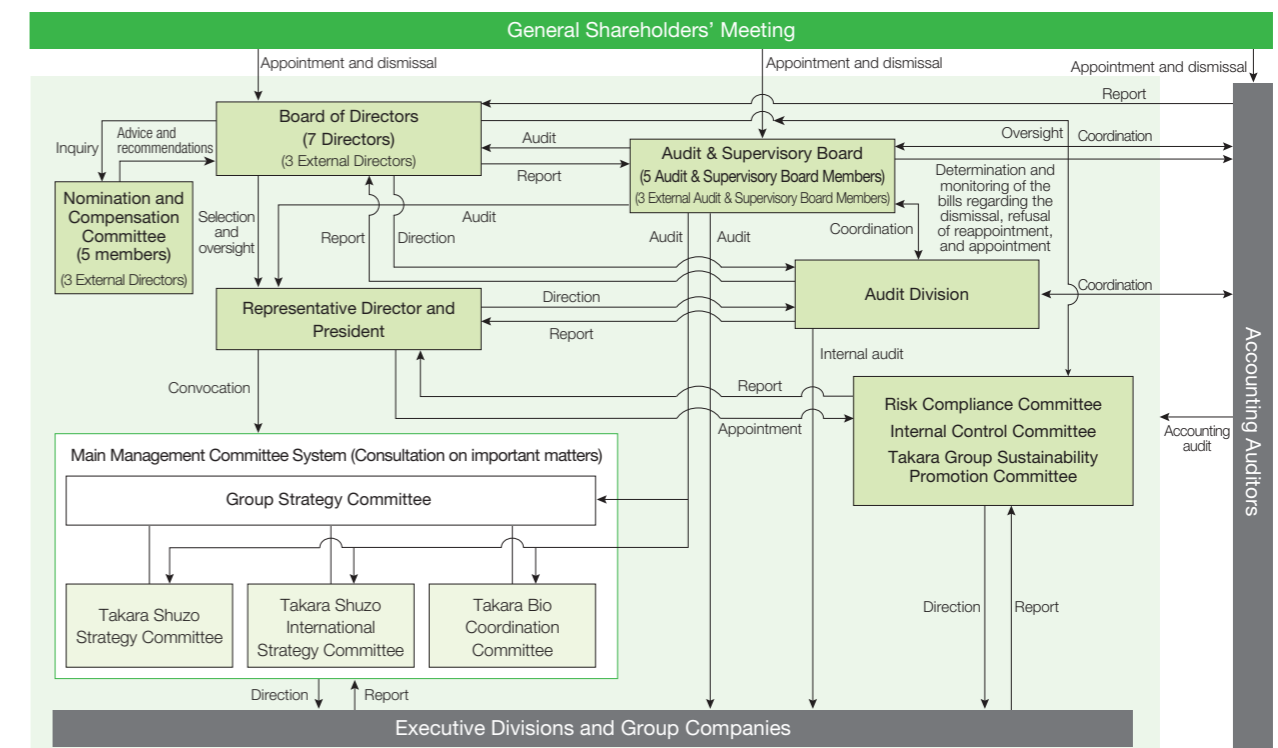 General Shareholders’ Meeting
Appointment and dismissal
Appointment and dismissal
Appointment and dismissal
Report
Board of Directors
(7 Directors)
(3 External Directors)
Inquiry
Advice and
recommendations
Audit
Report
Audit & Supervisory Board
(5 Audit & Supervisory Board Members)
(3 External Audit & Supervisory Board Members)
Oversight
Coordination
Determination and
monitoring of the
bills regarding the
dismissal, refusal
of reappointment,
and appointment
Nomination and
Compensation
Committee
(5 members)
(3 External Directors)
Selection
and
oversight
Audit
Report
Direction
Audit
Audit
Coordination
Audit Division
Coordination
Representative Director and
President
Direction
Report
Internal audit
Convocation
Report
Appointment
Risk Compliance Committee
Internal Control Committee
Takara Group Sustainability
Promotion Committee
Accounting
audit
Accounting Auditors
Main Management Committee System (Consultation on important matters)
Group Strategy Committee
Takara Shuzo
Strategy Committee
Takara Shuzo
International
Strategy Committee
Takara Bio
Coordination
Committee
Direction
Report
Direction
Report
Executive Divisions and Group Companies